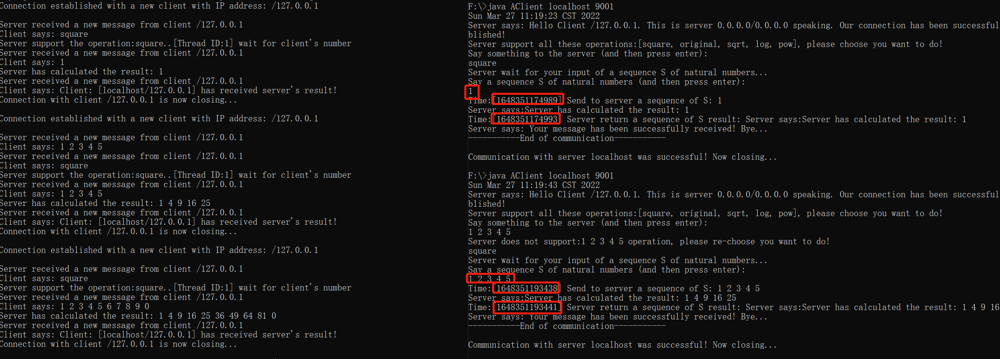 Connection established with a new client with IP address: /127.0.0.1
Server received a new message from client /127.0.0.1
Client says: square
Server support the operation:square..[Thread ID:1] wait for client's number
Server received a new message from client /127.0.0.1
Client says: 1
Server has calculated the result: 1
Server received a new message from client /127.0.0.1
Client says: Client: [localhost/127.0.0.1] has received server's result!
Connection with client /127.0.0.1 is now closing...
Connection established with a new client with IP address: /127.0.0.1
Server received a new message from client /127.0.0.1
Client says: 1 2 3 4 5
Server received a new message from client /127.0.0.1
Client says: square
Server support the operation:square..[Thread ID:1] wait for client's number
Server received a new message from client /127.0.0.1
Client says: 1 2 3 4 5
Server has calculated the result: 1 4 9 16 25
Server received a new message from client /127.0.0.1
Client says: Client: [localhost/127.0.0.1] has received server's result!
Connection with client /127.0.0.1 is now closing...
Connection established with a new client with IP address: /127.0.0.1
Server received a new message from client /127.0.0.1
Client says: square
Server support the operation:square..[Thread ID:1] wait for client's number
Server received a new message from client /127.0.0.1
Client says: 1 2 3 4 5 6 7 8 9 0
Server has calculated the result: 1 4 9 16 25 36 49 64 81 0
Server received a new message from client /127.0.0.1
Client says: Client: [localhost/127.0.0.1] has received server's result!
Connection with client /127.0.0.1 is now closing...
F:\>java AClient localhost 9001
Sun Mar 27 11:19:23 CST 2022
Server says: Hello Client /127.0.0.1. This is server 0.0.0.0/0.0.0.0 speaking. Our connection has been successful
blished!
Server support all these operations:[square, original, sqrt, log, pow], please choose you want to do!
Say something to the server (and then press enter):
square
Server wait for your input of a sequence S of natural numbers...
Say a sequence S of natural numbers (and then press enter):
1
Time:[1648351174989] Send to server a sequence of S: 1
Server says:Server has calculated the result: 1
Time:[1648351174993] Server return a sequence of S result: Server says:Server has calculated the result: 1
Server says: Your message has been successfully received! Bye...
-----------End of communication-----------
Communication with server localhost was successful! Now closing...
F:\>java AClient localhost 9001
Sun Mar 27 11:19:43 CST 2022
Server says: Hello Client /127.0.0.1. This is server 0.0.0.0/0.0.0.0 speaking. Our connection has been successful
blished!
Server support all these operations:[square, original, sqrt, log, pow], please choose you want to do!
Say something to the server (and then press enter):
1 2 3 4 5
Server does not support:1 2 3 4 5 operation, please re-choose you want to do!
square
Server wait for your input of a sequence S of natural numbers...
Say a sequence S of natural numbers (and then press enter):
1 2 3 4 5
Time:[1648351193438] Send to server a sequence of S: 1 2 3 4 5
Server says:Server has calculated the result: 1 4 9 16 25
Time:[1648351193441] Server return a sequence of S result: Server says:Server has calculated the result: 1 4 9 16
Server says: Your message has been successfully received! Bye...
-----------End of communication-----------
Communication with server localhost was successful! Now closing...